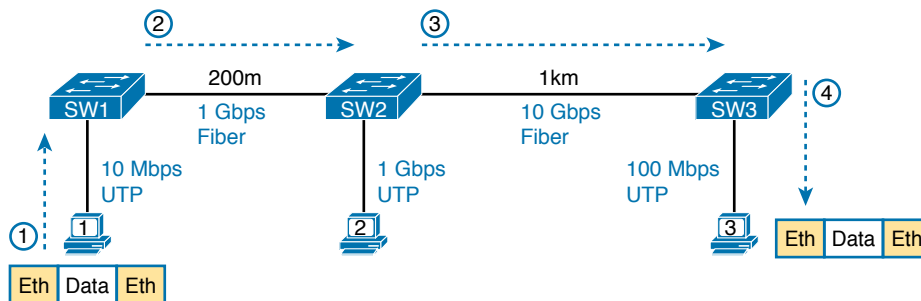 2
3
200m
1km
4
SW1
SW2
SW3
1 Gbps
Fiber
10 Gbps
Fiber
10 Mbps
UTP
1 Gbps
UTP
100 Mbps
UTP
1
1
2
3
Eth Data Eth
Eth Data Eth